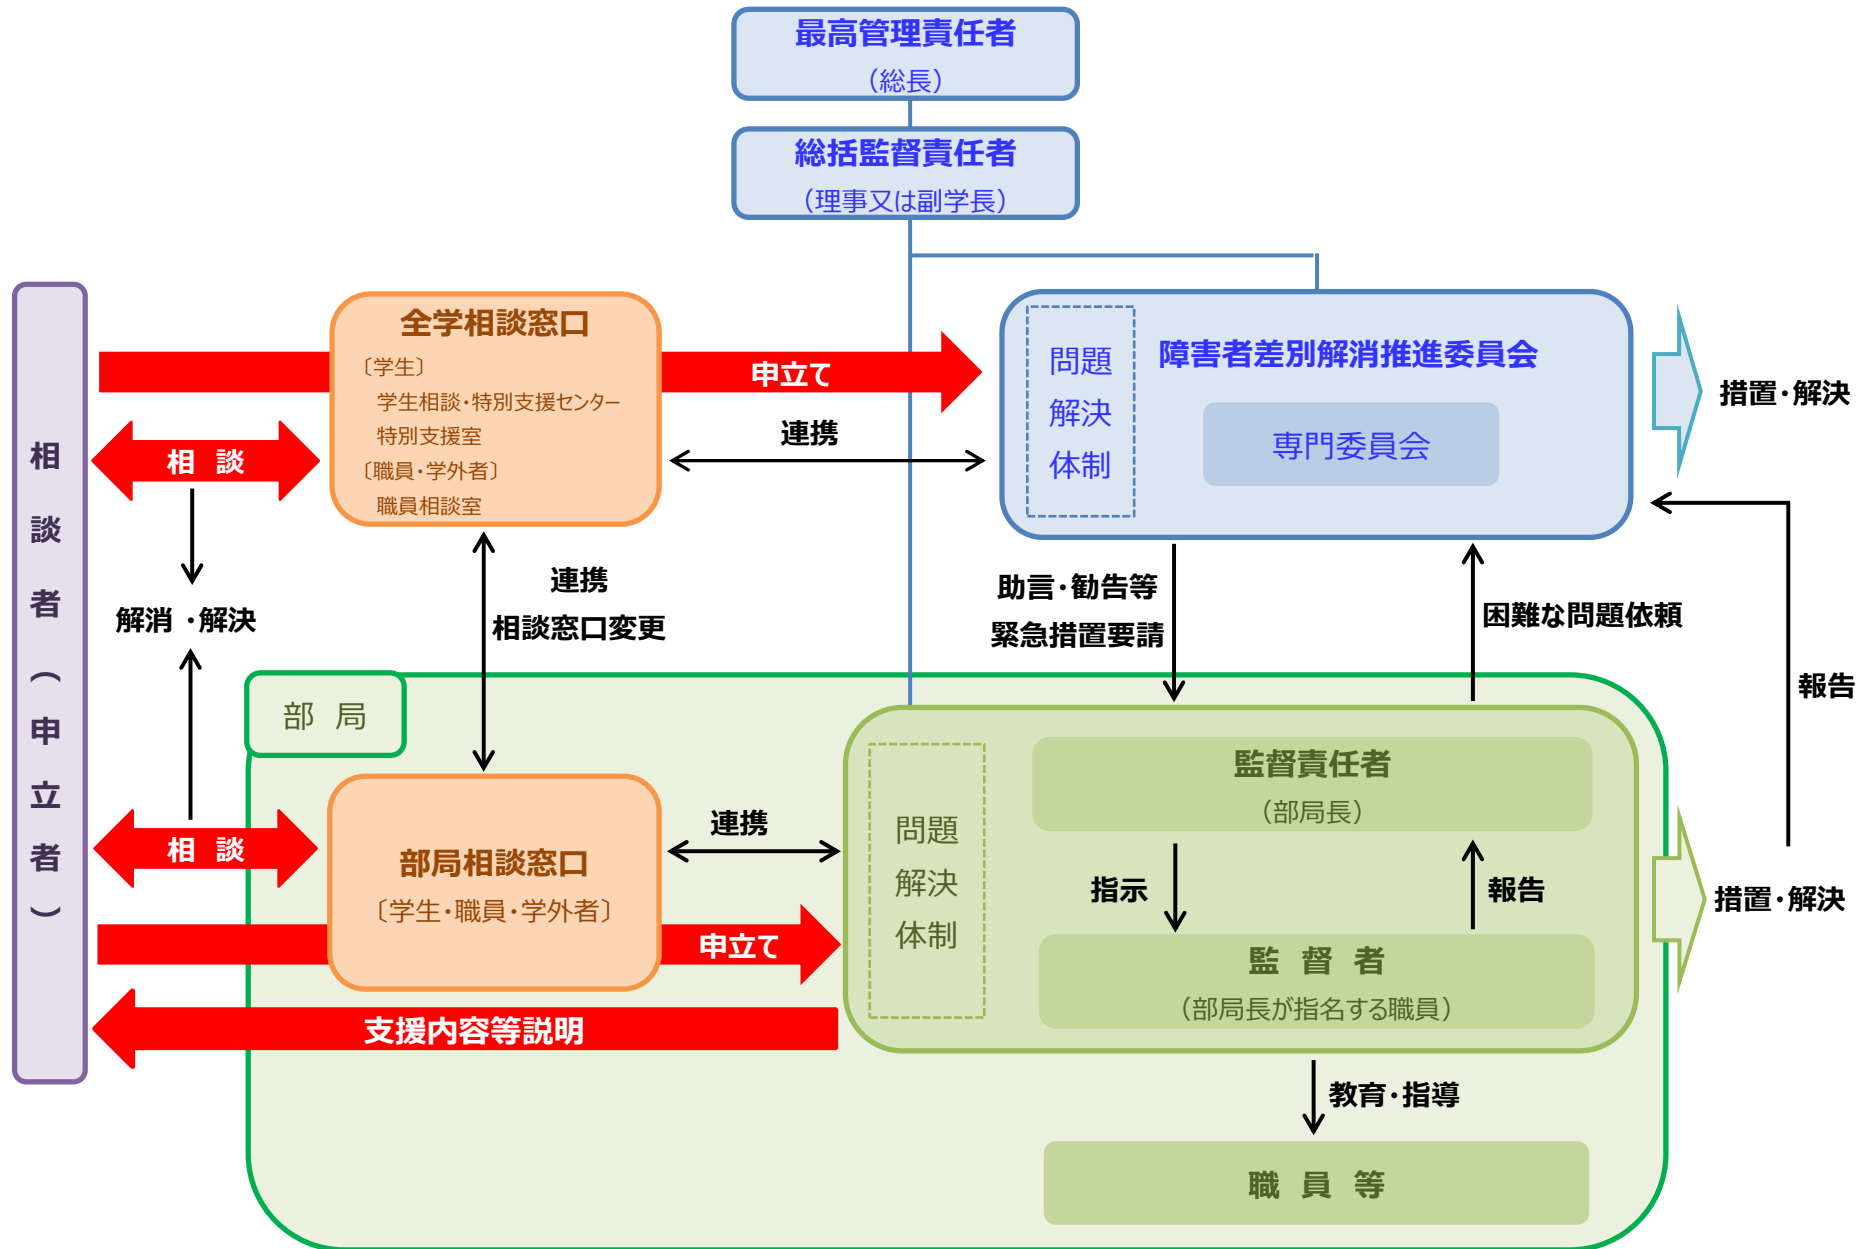 最高管理責任者
（総長）
総括監督責任者
（理事又は副学長）
相談者（申立者）
全学相談窓口
〔学生〕
学生相談・特別支援センター
特別支援室
〔職員・学外者〕
職員相談室
申立て
相 談
連携
問題
解決
体制
障害者差別解消推進委員会
専門委員会
措置・解決
解消・解決
連携
相談窓口変更
助言・勧告等
緊急措置要請
困難な問題依頼
報告
部 局
部局相談窓口
〔学生・職員・学外者〕
相 談
連携
申立て
支援内容等説明
問題
解決
体制
監督責任者
（部局長）
指示
報告
監 督 者
（部局長が指名する職員）
措置・解決
教育・指導
職 員 等